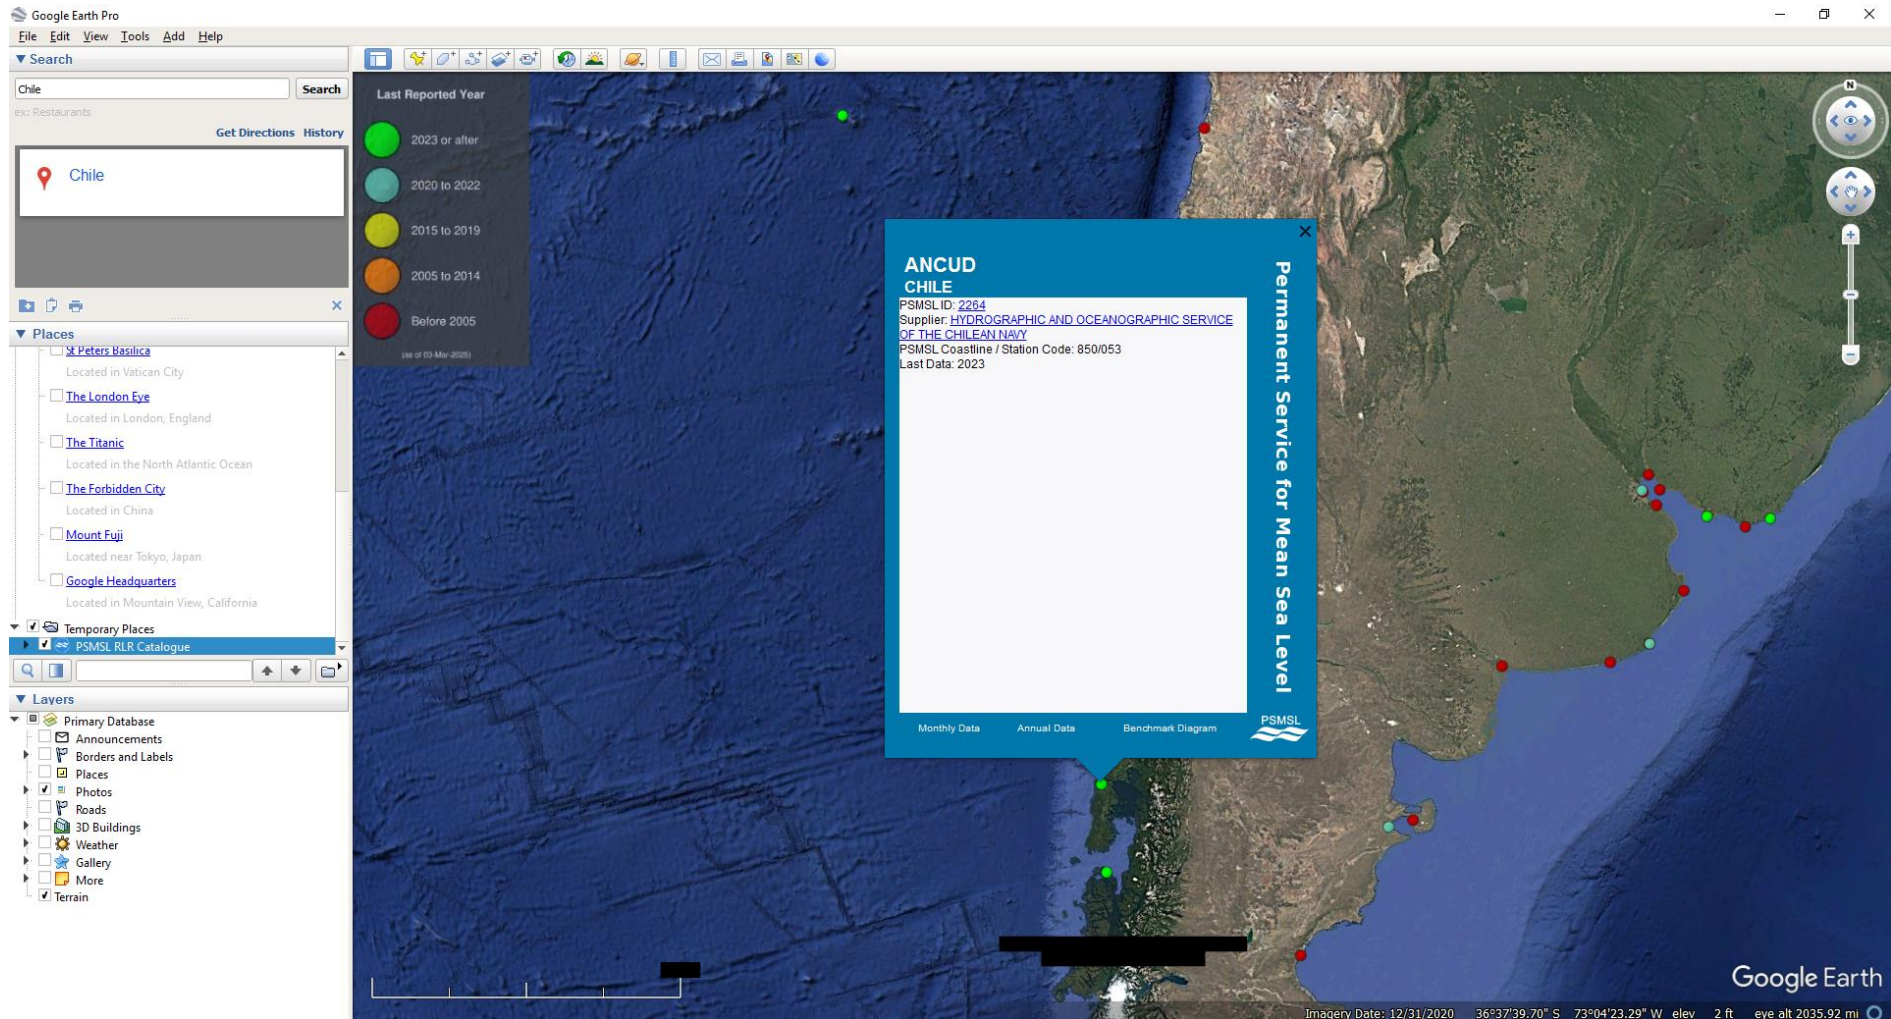 Google Earth Pro
File Edit View Tools Add Help
Search
Chile
Search
ex: Restaurants
Get Directions History
Chile
Places
St Peters Basilica
Located in Vatican City
The London Eye
Located in London, England
The Titanic
Located in the North Atlantic Ocean
The Forbidden City
Located in China
Mount Fuji
Located near Tokyo, Japan
Google Headquarters
Located in Mountain View, California
Temporary Places
PSMSL RLR Catalogue
Layers
Primary Database
Announcements
Borders and Labels
Places
Photos
Roads
3D Buildings
Weather
Gallery
More
Terrain
Last Reported Year
2023 or after
2020 to 2022
2015 to 2019
2005 to 2014
Before 2005
(as of 03-Mar-2025)
ANCUD
CHILE
PSMSL ID: 2264
Supplier: HYDROGRAPHIC AND OCEANOGRAPHIC SERVICE
OF THE CHILEAN NAVY
PSMSL Coastline / Station Code: 850/053
Last Data: 2023
Monthly Data Annual Data Benchmark Diagram
Permanent Service for Mean Sea Level
PSMSL
N
Google Earth
Imagery Date: 12/31/2020 36°37'39.70" S 73°04'23.29" W elev 2 ft eye alt 2035.92 mi